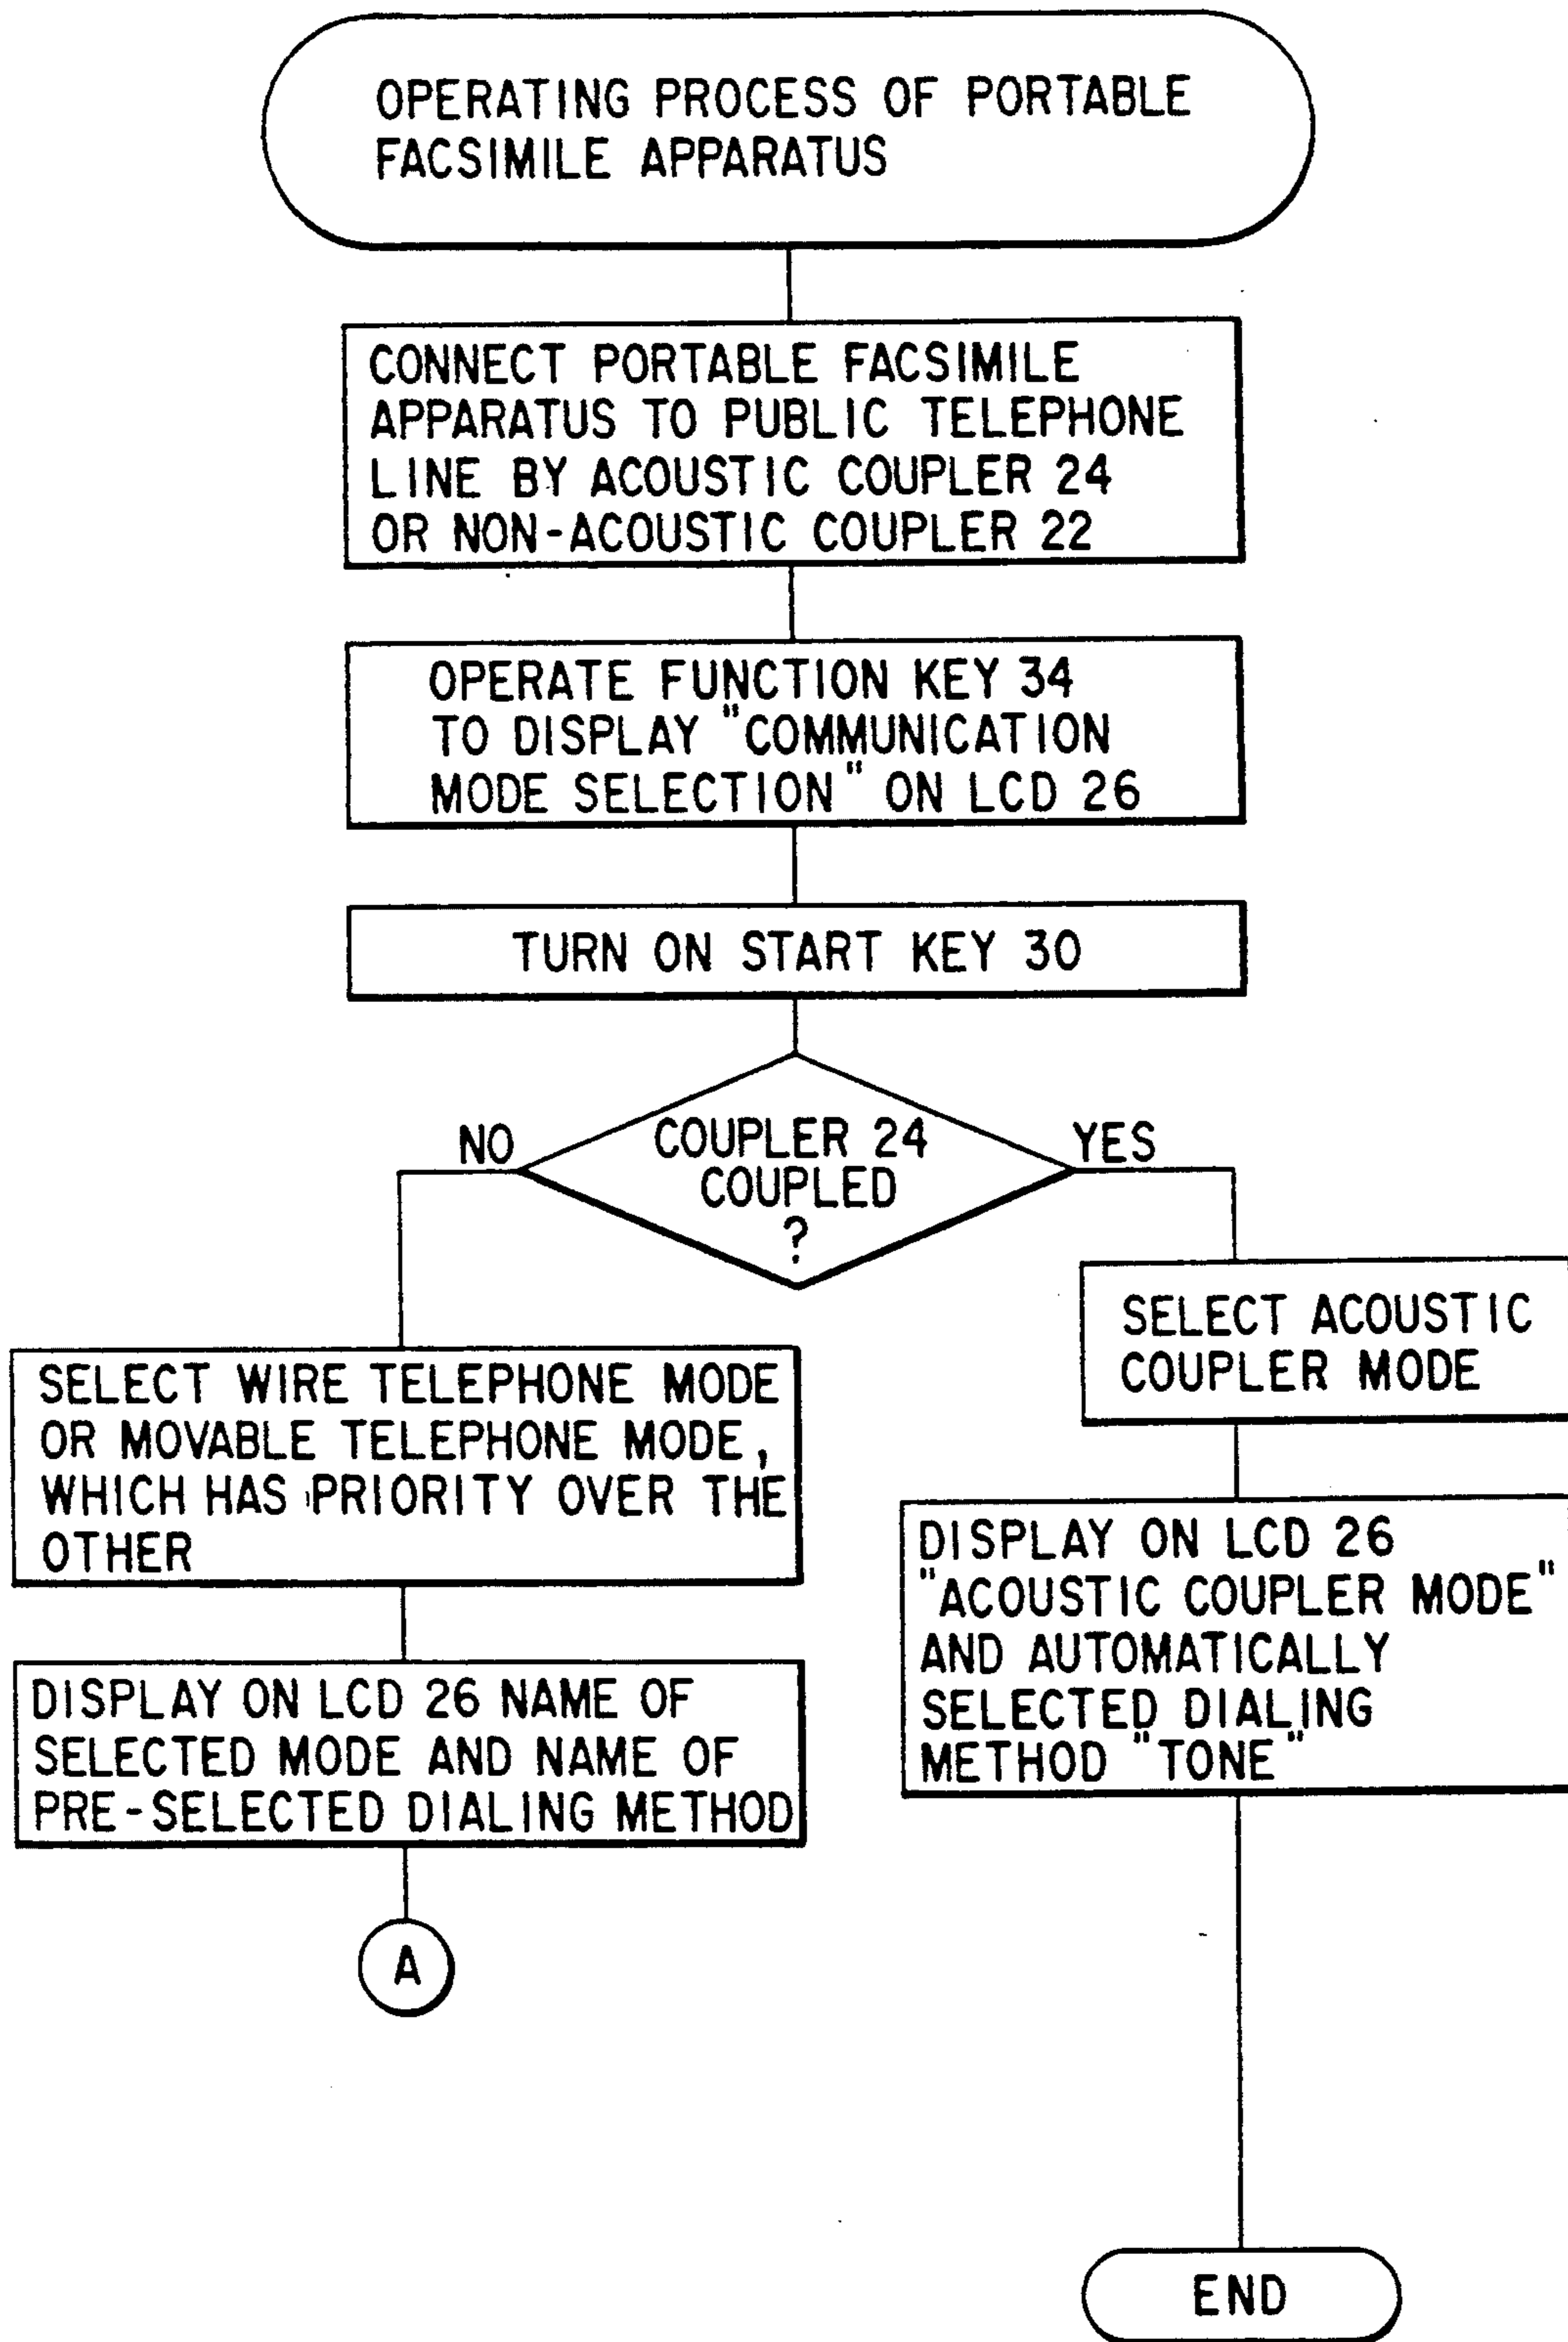 OPERATING PROCESS OF PORTABLE
FACSIMILE APPARATUS
CONNECT PORTABLE FACSIMILE
APPARATUS TO PUBLIC TELEPHONE
LINE BY ACOUSTIC COUPLER 24
OR NON-ACOUSTIC COUPLER 22
OPERATE FUNCTION KEY 34
TO DISPLAY "COMMUNICATION
MODE SELECTION" ON LCD 26
TURN ON START KEY 30
COUPLER 24
COUPLED
?
NO
YES
SELECT WIRE TELEPHONE MODE
OR MOVABLE TELEPHONE MODE,
WHICH HAS PRIORITY OVER THE
OTHER
DISPLAY ON LCD 26 NAME OF
SELECTED MODE AND NAME OF
PRE-SELECTED DIALING METHOD
A
SELECT ACOUSTIC
COUPLER MODE
DISPLAY ON LCD 26
"ACOUSTIC COUPLER MODE"
AND AUTOMATICALLY
SELECTED DIALING
METHOD "TONE"
END